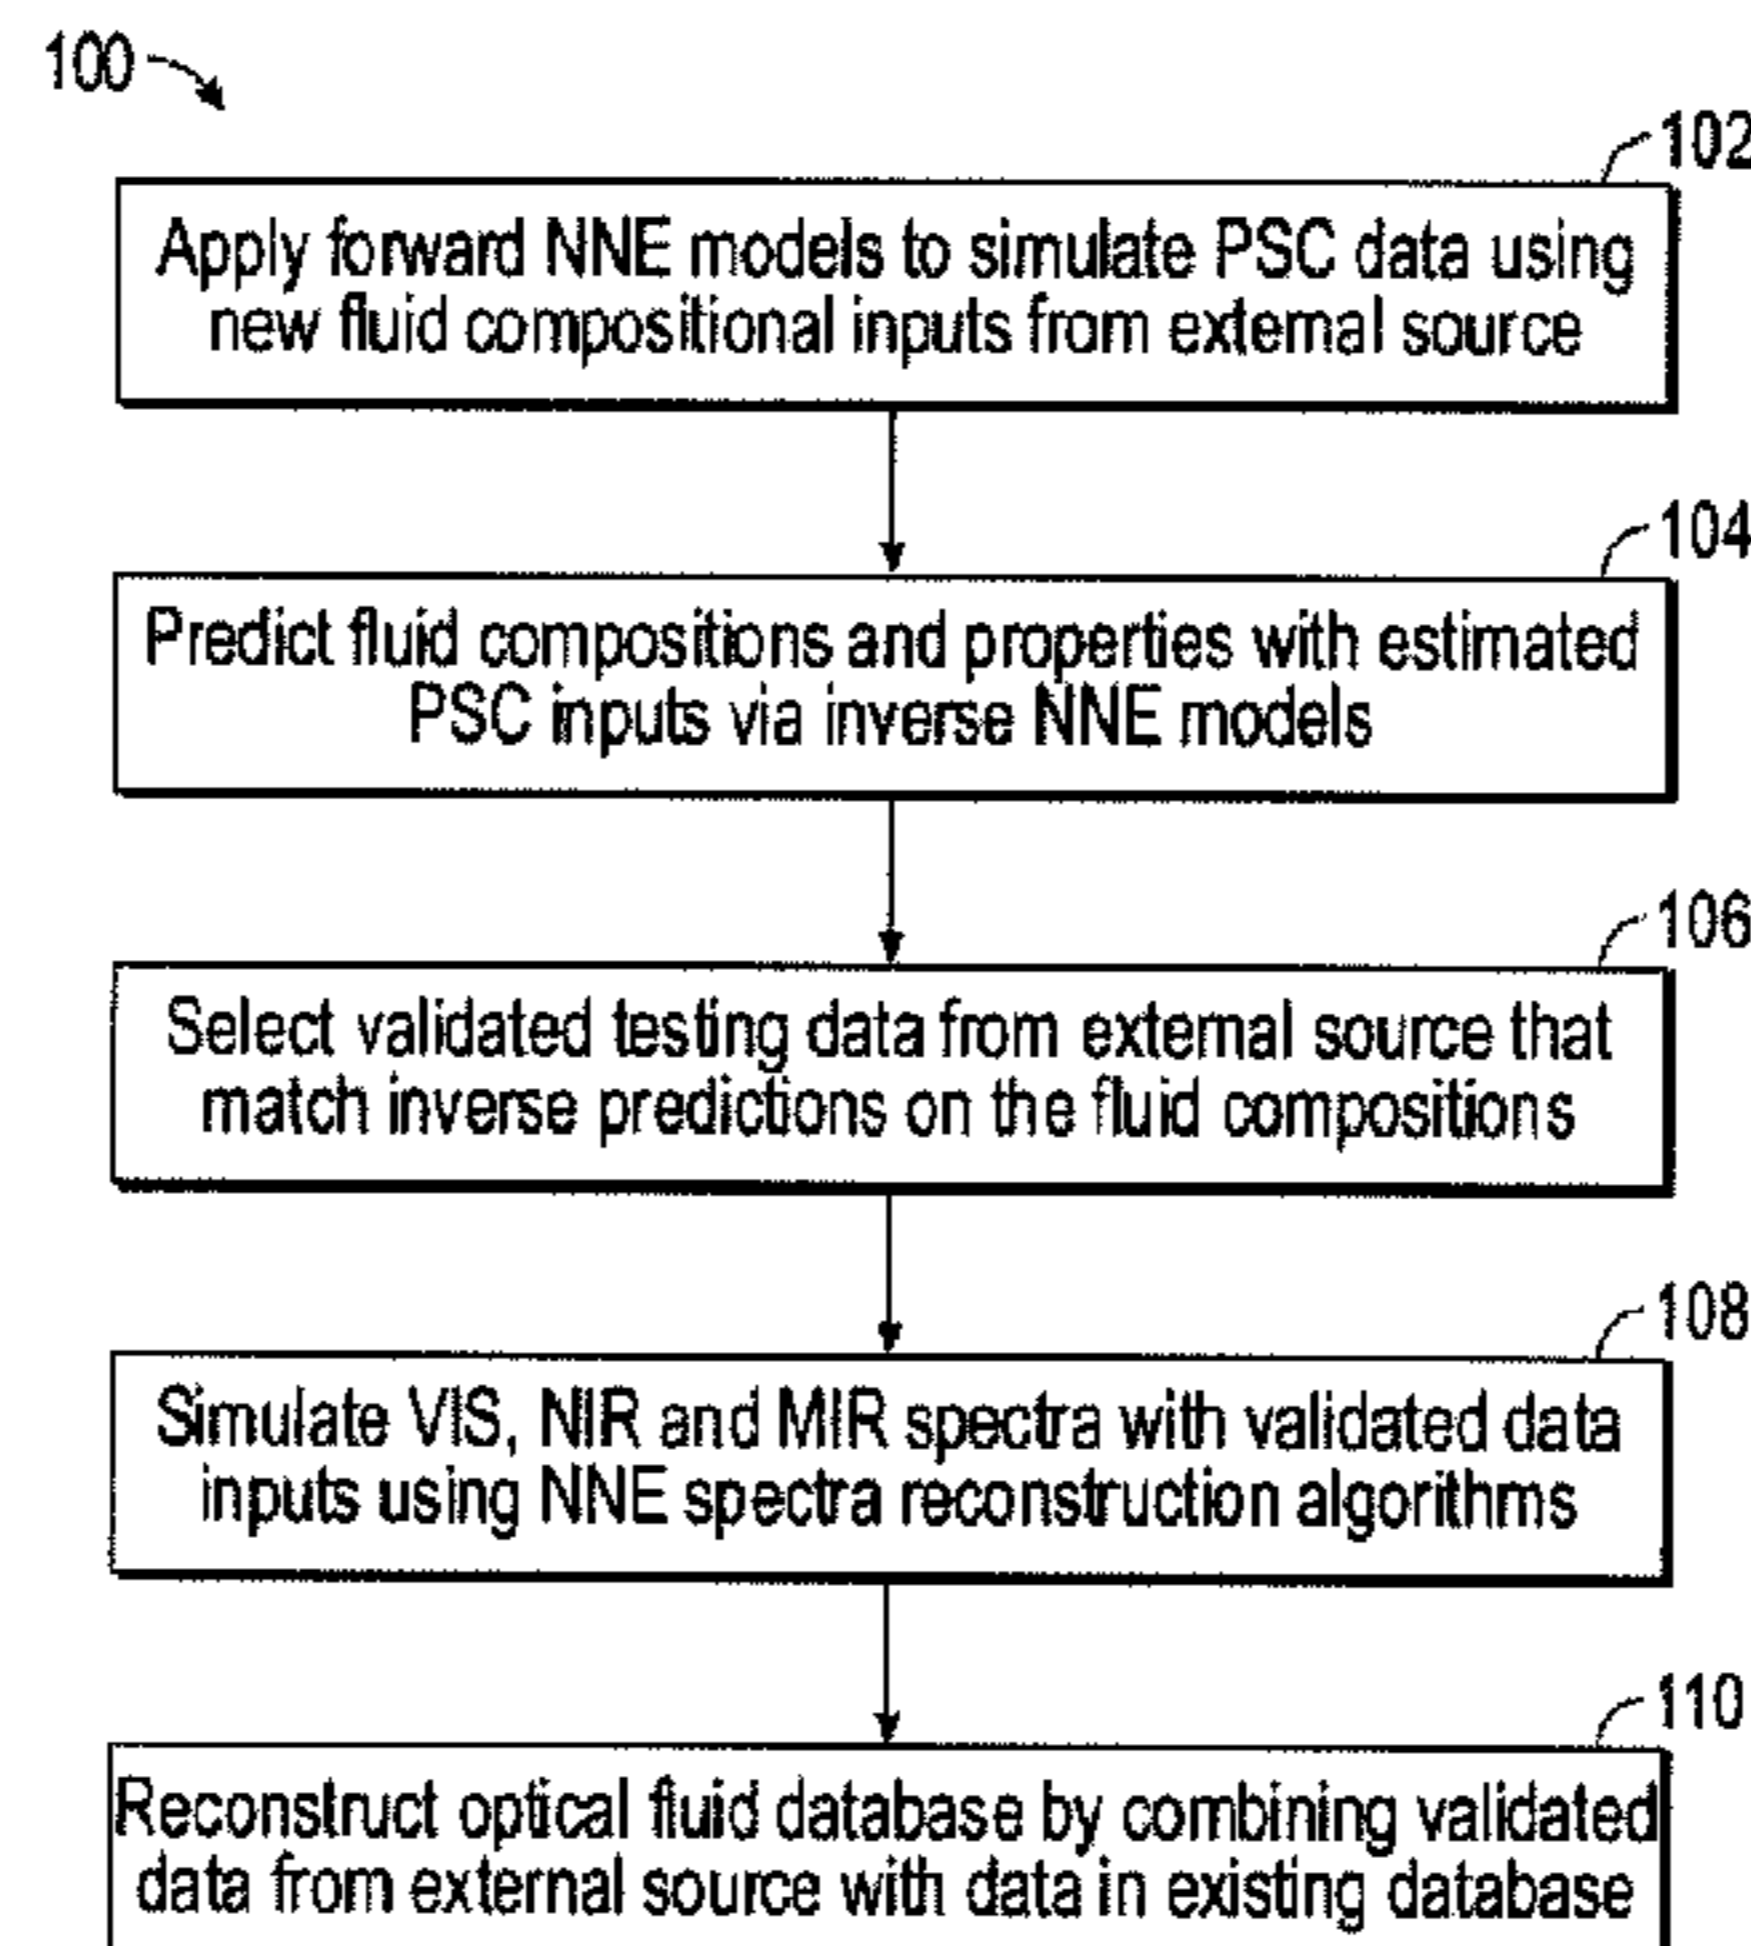 100
102
Apply forward NNE models to simulate PSC data using
new fluid compositional inputs from external source
104
Predict fluid compositions and properties with estimated
PSC inputs via inverse NNE models
106
Select validated testing data from external source that
match inverse predictions on the fluid compositions
108
Simulate VIS, NIR and MIR spectra with validated data
inputs using NNE spectra reconstruction algorithms
110
Reconstruct optical fluid database by combining validated
data from external source with data in existing database